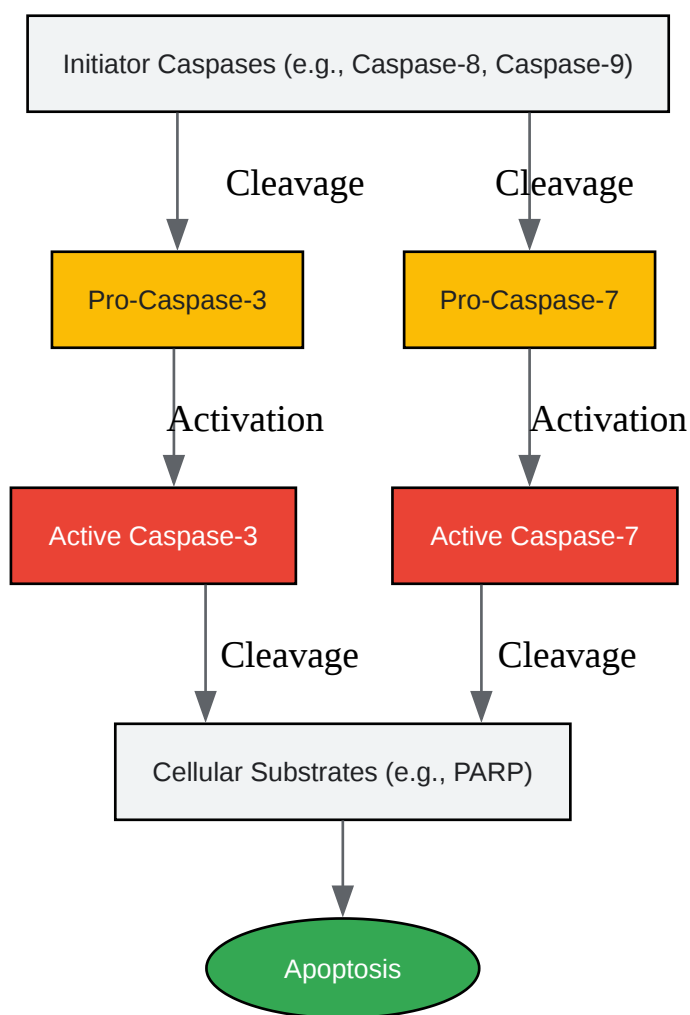 Initiator Caspases (e.g., Caspase-8, Caspase-9)
Cleavage
Cleavage
Pro-Caspase-3
Pro-Caspase-7
Activation
Activation
Active Caspase-3
Active Caspase-7
Cleavage
Cleavage
Cellular Substrates (e.g., PARP)
Apoptosis